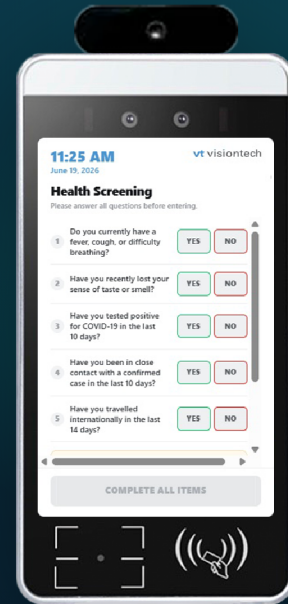 11:25 AM
vt visiontech
June 19, 2026
Health Screening
Please answer all questions before entering.
1 Do you currently have a
fever, cough, or difficulty
breathing?
YES NO
2 Have you recently lost your
sense of taste or smell?
YES NO
3 Have you tested positive
for COVID-19 in the last
10 days?
YES NO
4 Have you been in close
contact with a confirmed
case in the last 10 days?
YES NO
5 Have you travelled
internationally in the last
14 days?
YES NO
COMPLETE ALL ITEMS